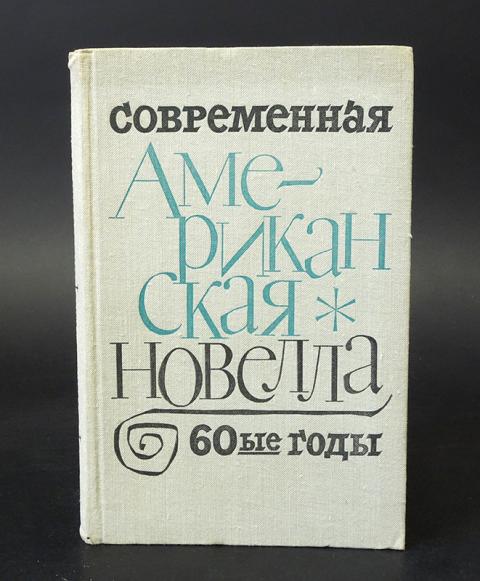 современная
Аме-
рикан
ская *
новелла
60ые годы